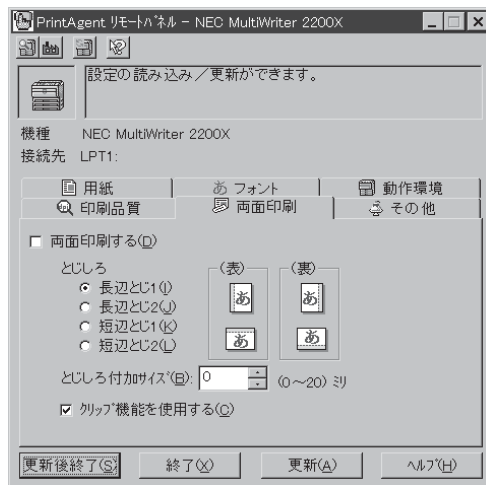 PrintAgent ﾘﾓｰﾄﾊﾟﾈﾙ － NEC MultiWriter 2200X
設定の読み込み／更新ができます。
機種 NEC MultiWriter 2200X
接続先 LPT1:
用紙 あ フォント 動作環境
印刷品質 両面印刷 その他
両面印刷する(D)
とじしろ (表) (裏)
長辺とじ1(I)
長辺とじ2(J)
短辺とじ1(K)
短辺とじ2(L)
あ あ
あ あ
とじしろ付加ｻｲｽﾞ(B): 0 (0～20) ﾐﾘ
ｸﾘｯﾌﾟ機能を使用する(C)
更新後終了(S) 終了(X) 更新(A) ﾍﾙﾌﾟ(H)